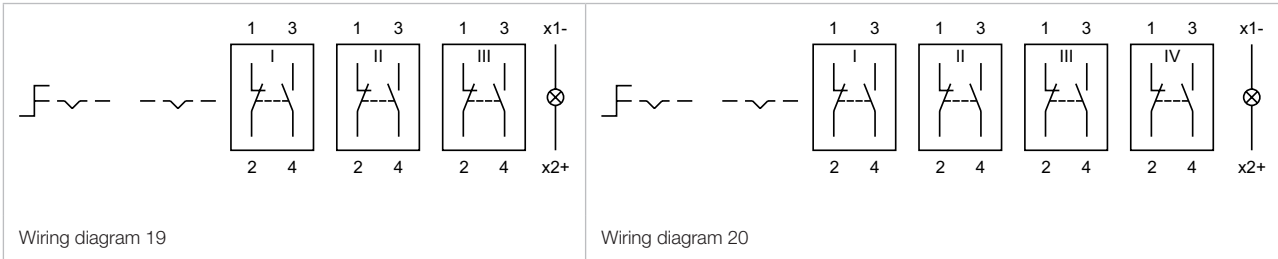 1 3 1 3 1 3 x1-
I II III
2 4 2 4 2 4 x2+
Wiring diagram 19
1 3 1 3 1 3 1 3 x1-
I II III IV
2 4 2 4 2 4 2 4 x2+
Wiring diagram 20